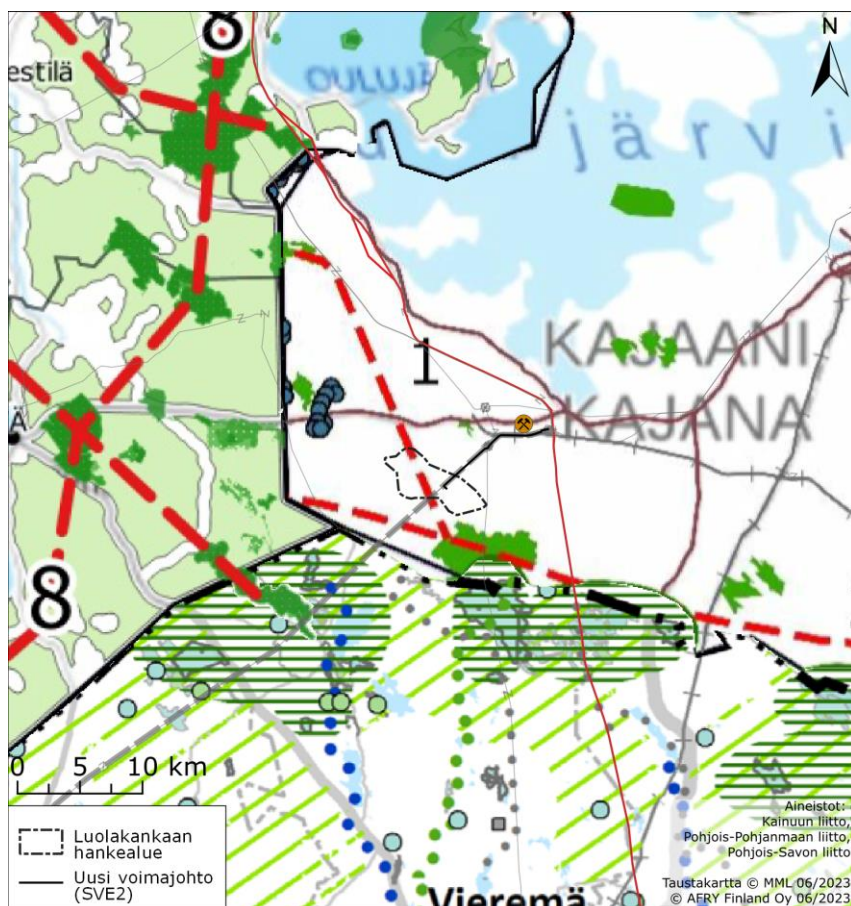 8
N
estilä
OULUJ
järvi
1
KAJAANI
KAJANA
Ä
8
0 5 10 km
Luolakankaan
hankealue
Uusi voimajohto
(SVE2)
Vieremä
Aineistot:
Kainuun liitto,
Pohjois-Pohjanmaan liitto,
Pohjois-Savon liitto
Taustakartta © MML 06/2023
© AFRY Finland Oy 06/2023